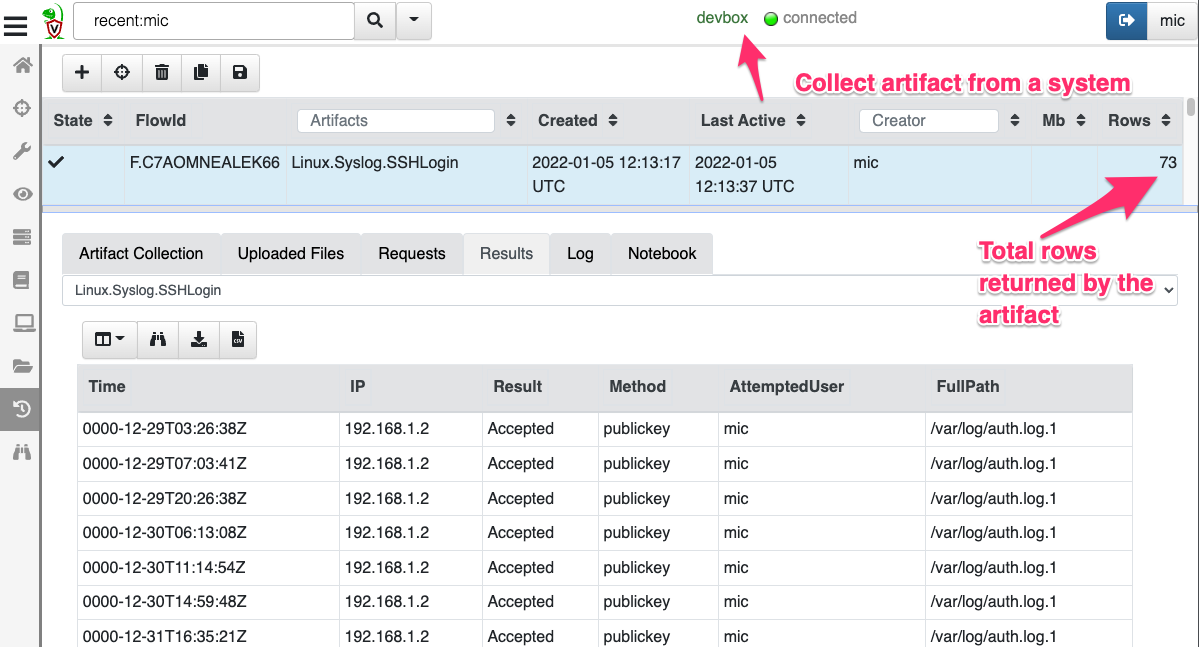 recent:mic
devbox connected
mic
Collect artifact from a system
State FlowId Artifacts Created Last Active Creator Mb Rows
F.C7AOMNEALEK66 Linux.Syslog.SSHLogin 2022-01-05 12:13:17 2022-01-05 mic 73
UTC 12:13:37 UTC
Total rows
returned by the
artifact
Artifact Collection Uploaded Files Requests Results Log Notebook
Linux.Syslog.SSHLogin
CSV
Time IP Result Method AttemptedUser FullPath
0000-12-29T03:26:38Z 192.168.1.2 Accepted publickey mic /var/log/auth.log.1
0000-12-29T07:03:41Z 192.168.1.2 Accepted publickey mic /var/log/auth.log.1
0000-12-29T20:26:38Z 192.168.1.2 Accepted publickey mic /var/log/auth.log.1
0000-12-30T06:13:08Z 192.168.1.2 Accepted publickey mic /var/log/auth.log.1
0000-12-30T11:14:54Z 192.168.1.2 Accepted publickey mic /var/log/auth.log.1
0000-12-30T14:59:48Z 192.168.1.2 Accepted publickey mic /var/log/auth.log.1
0000-12-31T16:35:21Z 192.168.1.2 Accepted publickey mic /var/log/auth.log.1